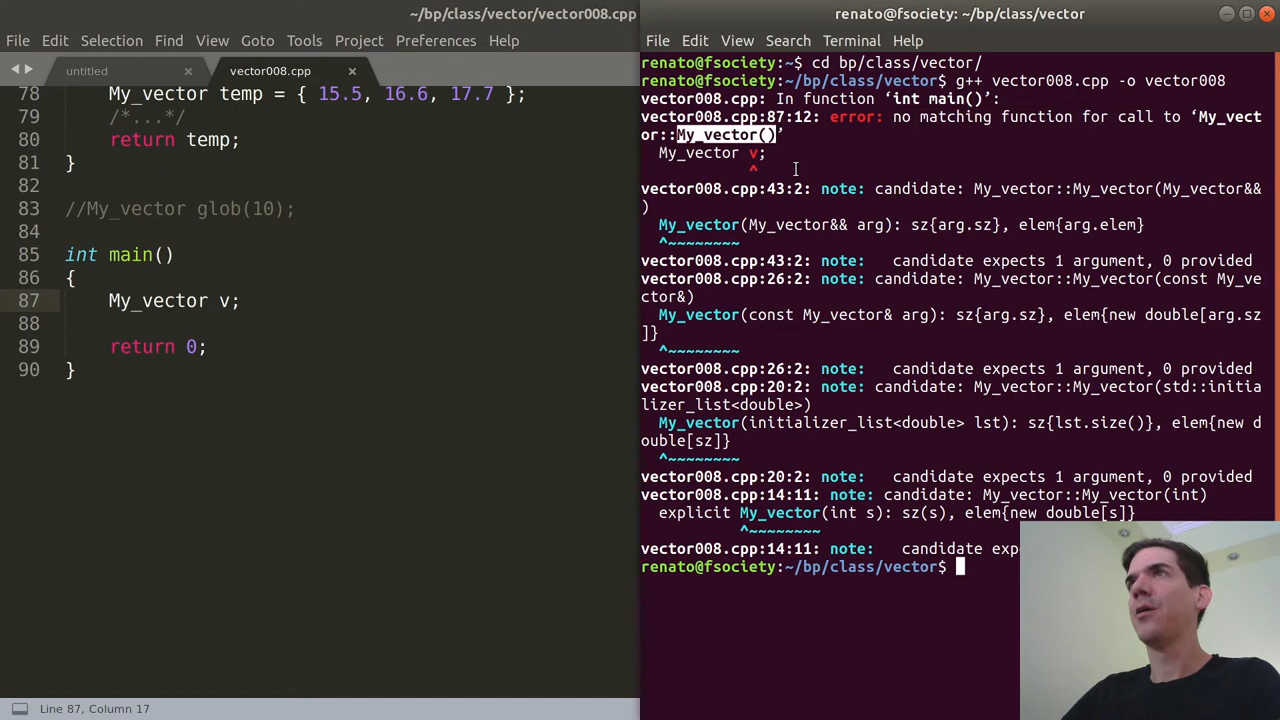 ~/bp/class/vector/vector008.cpp
File Edit Selection Find View Goto Tools Project Preferences Help
untitled
vector008.cpp
78 My_vector temp = { 15.5, 16.6, 17.7 };
79 /*...*/
80 return temp;
81 }
82
83 //My_vector glob(10);
84
85 int main()
86 {
87 My_vector v;
88
89 return 0;
90 }
Line 87, Column 17
renato@fsociety: ~/bp/class/vector
File Edit View Search Terminal Help
renato@fsociety:~$ cd bp/class/vector/
renato@fsociety:~/bp/class/vector$ g++ vector008.cpp -o vector008
vector008.cpp: In function ‘int main()’:
vector008.cpp:87:12: error: no matching function for call to ‘My_vect
or::My_vector()’
My_vector v;
^
vector008.cpp:43:2: note: candidate: My_vector::My_vector(My_vector&&
)
My_vector(My_vector&& arg): sz{arg.sz}, elem{arg.elem}
^~~~~~~~~
vector008.cpp:43:2: note: candidate expects 1 argument, 0 provided
vector008.cpp:26:2: note: candidate: My_vector::My_vector(const My_ve
ctor&)
My_vector(const My_vector& arg): sz{arg.sz}, elem{new double[arg.sz
]}
^~~~~~~~~
vector008.cpp:26:2: note: candidate expects 1 argument, 0 provided
vector008.cpp:20:2: note: candidate: My_vector::My_vector(std::initia
lizer_list<double>)
My_vector(initializer_list<double> lst): sz{lst.size()}, elem{new d
ouble[sz]}
^~~~~~~~~
vector008.cpp:20:2: note: candidate expects 1 argument, 0 provided
vector008.cpp:14:11: note: candidate: My_vector::My_vector(int)
explicit My_vector(int s): sz(s), elem{new double[s]}
^~~~~~~~~
vector008.cpp:14:11: note: candidate exp
renato@fsociety:~/bp/class/vector$